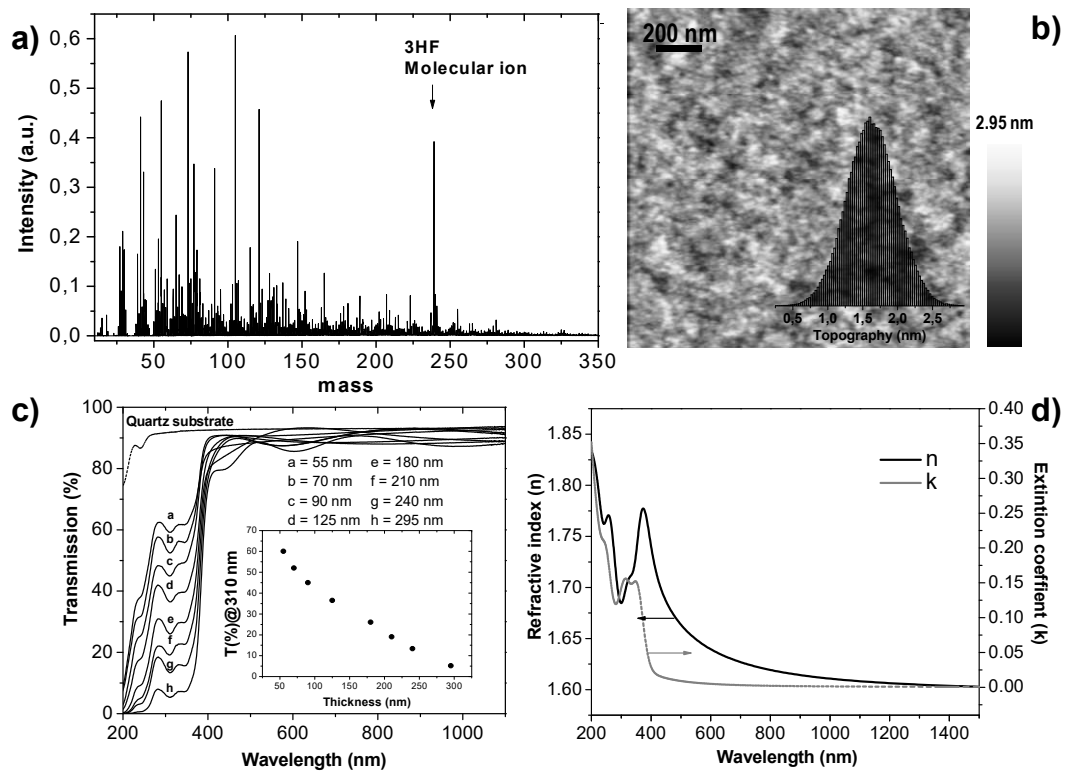 a)
0,6
0,5
0,4
0,3
0,2
0,1
0,0
Intensity (a.u.)
3HF
Molecular ion
50 100 150 200 250 300 350
mass
b)
200 nm
2.95 nm
0,5 1,0 1,5 2,0 2,5
Topography (nm)
c)
100
80
60
40
20
0
Transmission (%)
Quartz substrate
a = 55 nm e = 180 nm
b = 70 nm f = 210 nm
c = 90 nm g = 240 nm
d = 125 nm h = 295 nm
a
b
c
d
e
f
g
h
70
60
50
40
30
20
10
0
T(%)@310 nm
50 100 150 200 250 300
Thickness (nm)
200 400 600 800 1000
Wavelength (nm)
d)
1.85
1.80
1.75
1.70
1.65
1.60
Refractive index (n)
n
k
0.40
0.35
0.30
0.25
0.20
0.15
0.10
0.05
0.00
Extintion coeffient (k)
200 400 600 800 1000 1200 1400
Wavelength (nm)